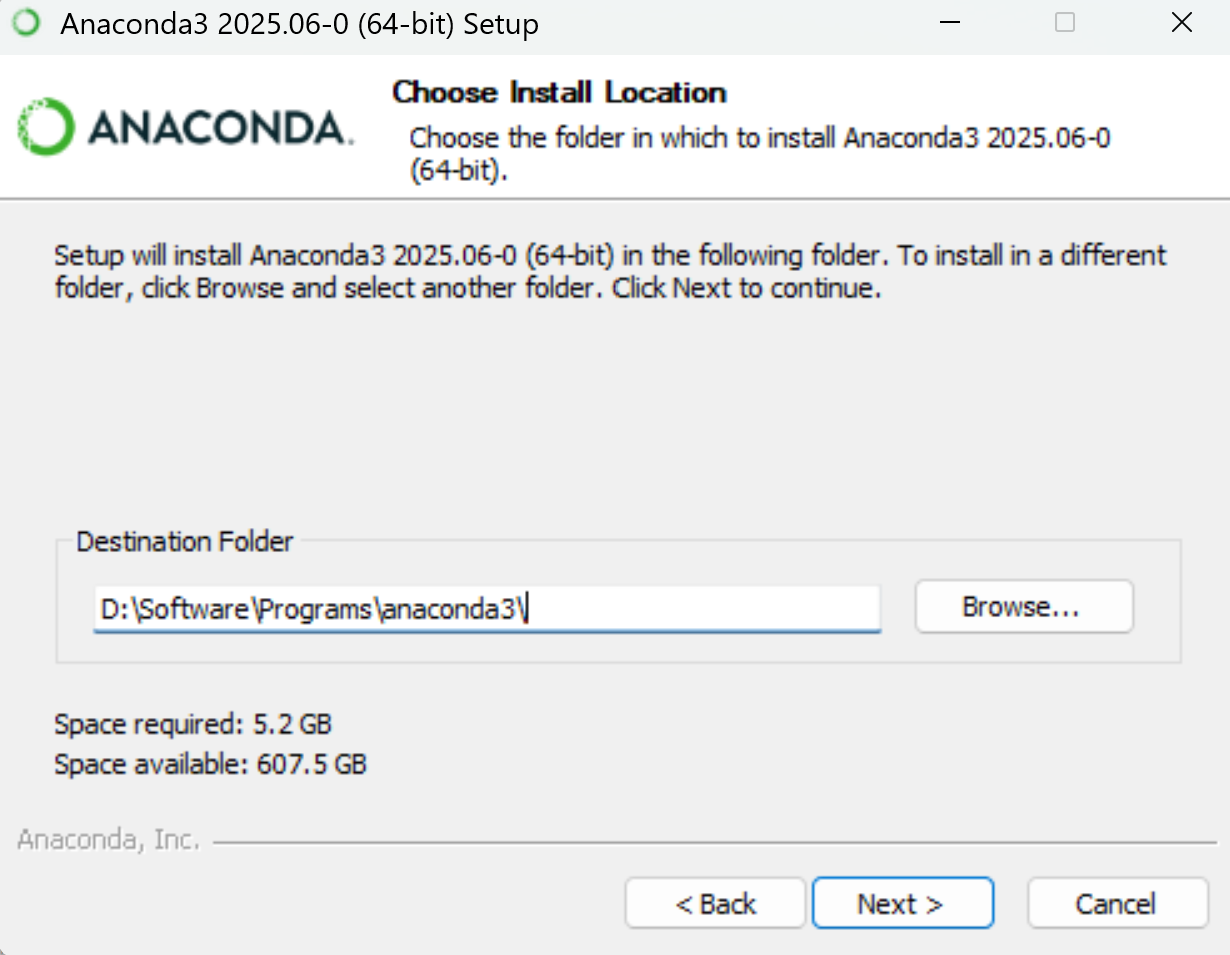 Anaconda3 2025.06-0 (64-bit) Setup
ANACONDA.
Choose Install Location
Choose the folder in which to install Anaconda3 2025.06-0
(64-bit).
Setup will install Anaconda3 2025.06-0 (64-bit) in the following folder. To install in a different
folder, click Browse and select another folder. Click Next to continue.
Destination Folder
D:\Software\Programs\anaconda3\
Browse...
Space required: 5.2 GB
Space available: 607.5 GB
Anaconda, Inc.
< Back
Next >
Cancel